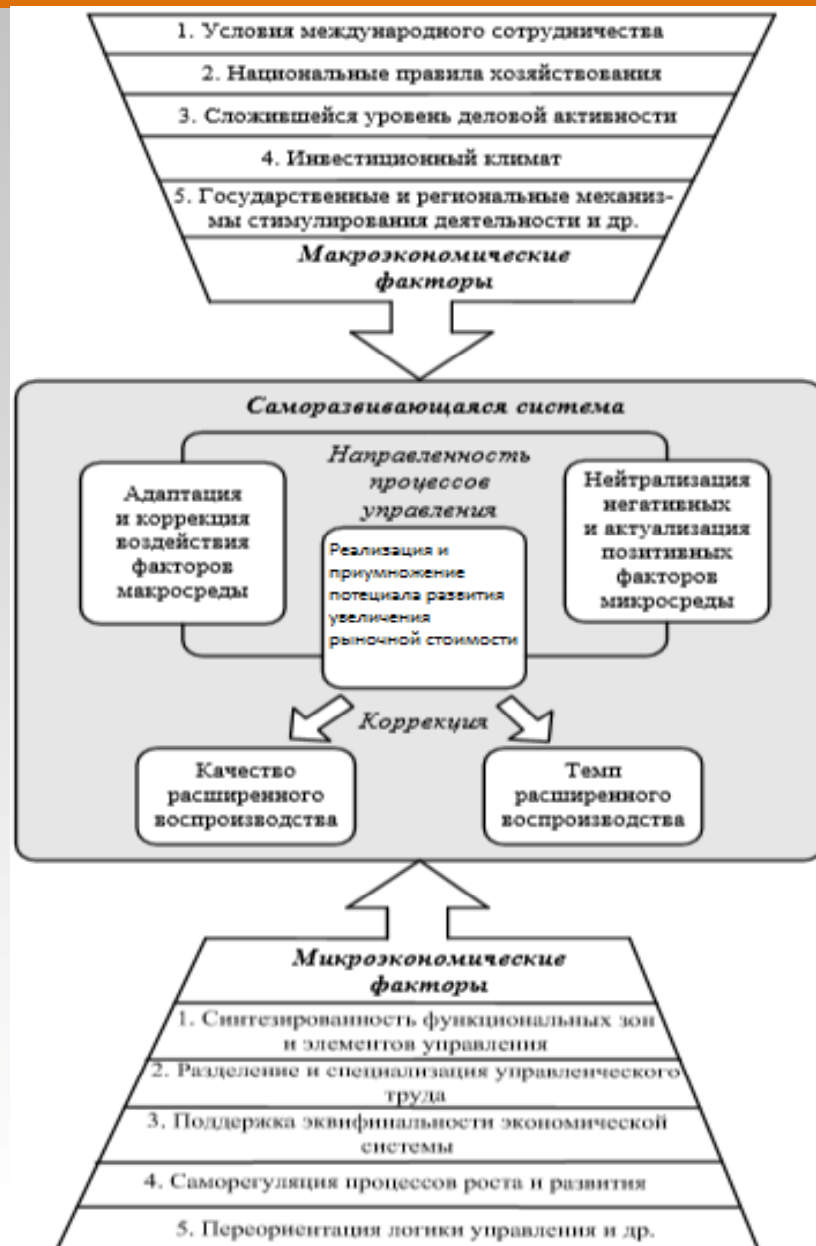 1. Условия международного сотрудничества
2. Национальные правила хозяйствования
3. Сложившейся уровень деловой активности
4. Инвестиционный климат
5. Государственные и региональные механиз-
мы стимулирования деятельности и др.
Макроэкономические
факторы
Саморазвивающаяся система
Направленность
процессов
управления
Адаптация
и коррекция
воздействия
факторов
макросреды
Реализация и
приумножение
потециала развития
увеличения
рыночной стоимости
Нейтрализация
негативных
и актуализация
позитивных
факторов
микросреды
Коррекция
Качество
расширенного
воспроизводства
Темп
расширенного
воспроизводства
Микроэкономические
факторы
1. Синтезированность функциональных зон
и элементов управления
2. Разделение и специализация управленческого
труда
3. Поддержка эквифинальности экономической
системы
4. Саморегуляция процессов роста и развития
5. Переориентация логики управления и др.